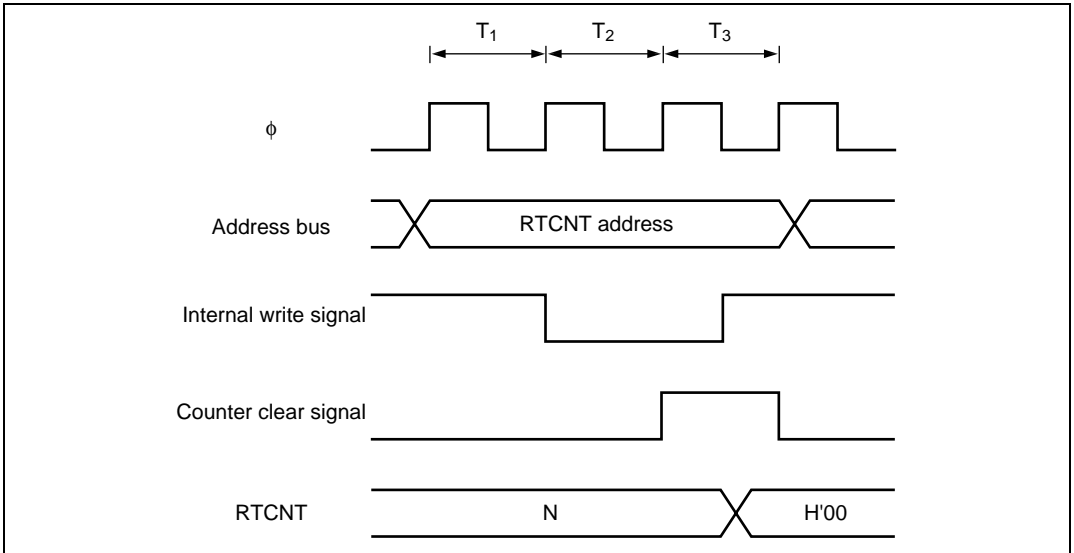 T1 T2 T3
ϕ
Address bus
RTCNT address
Internal write signal
Counter clear signal
RTCNT
N
H'00